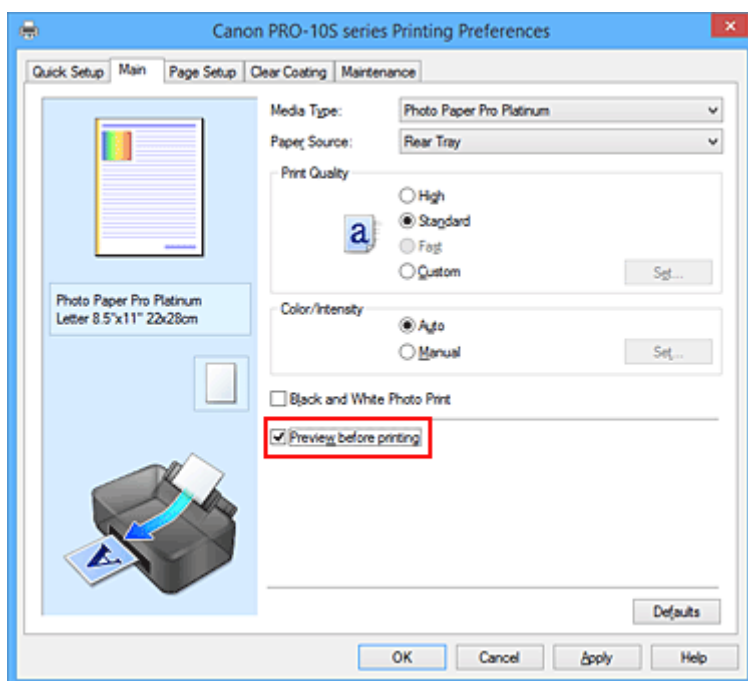 Canon PRO-10S series Printing Preferences
Quick Setup Main Page Setup Clear Coating Maintenance
Media Type: Photo Paper Pro Platinum
Paper Source: Rear Tray
Print Quality
High
a Standard
Fast
Custom Set...
Photo Paper Pro Platinum
Letter 8.5"x11" 22x28cm
Color/Intensity
Auto
Manual Set...
Black and White Photo Print
Preview before printing
A
Defaults
OK Cancel Apply Help